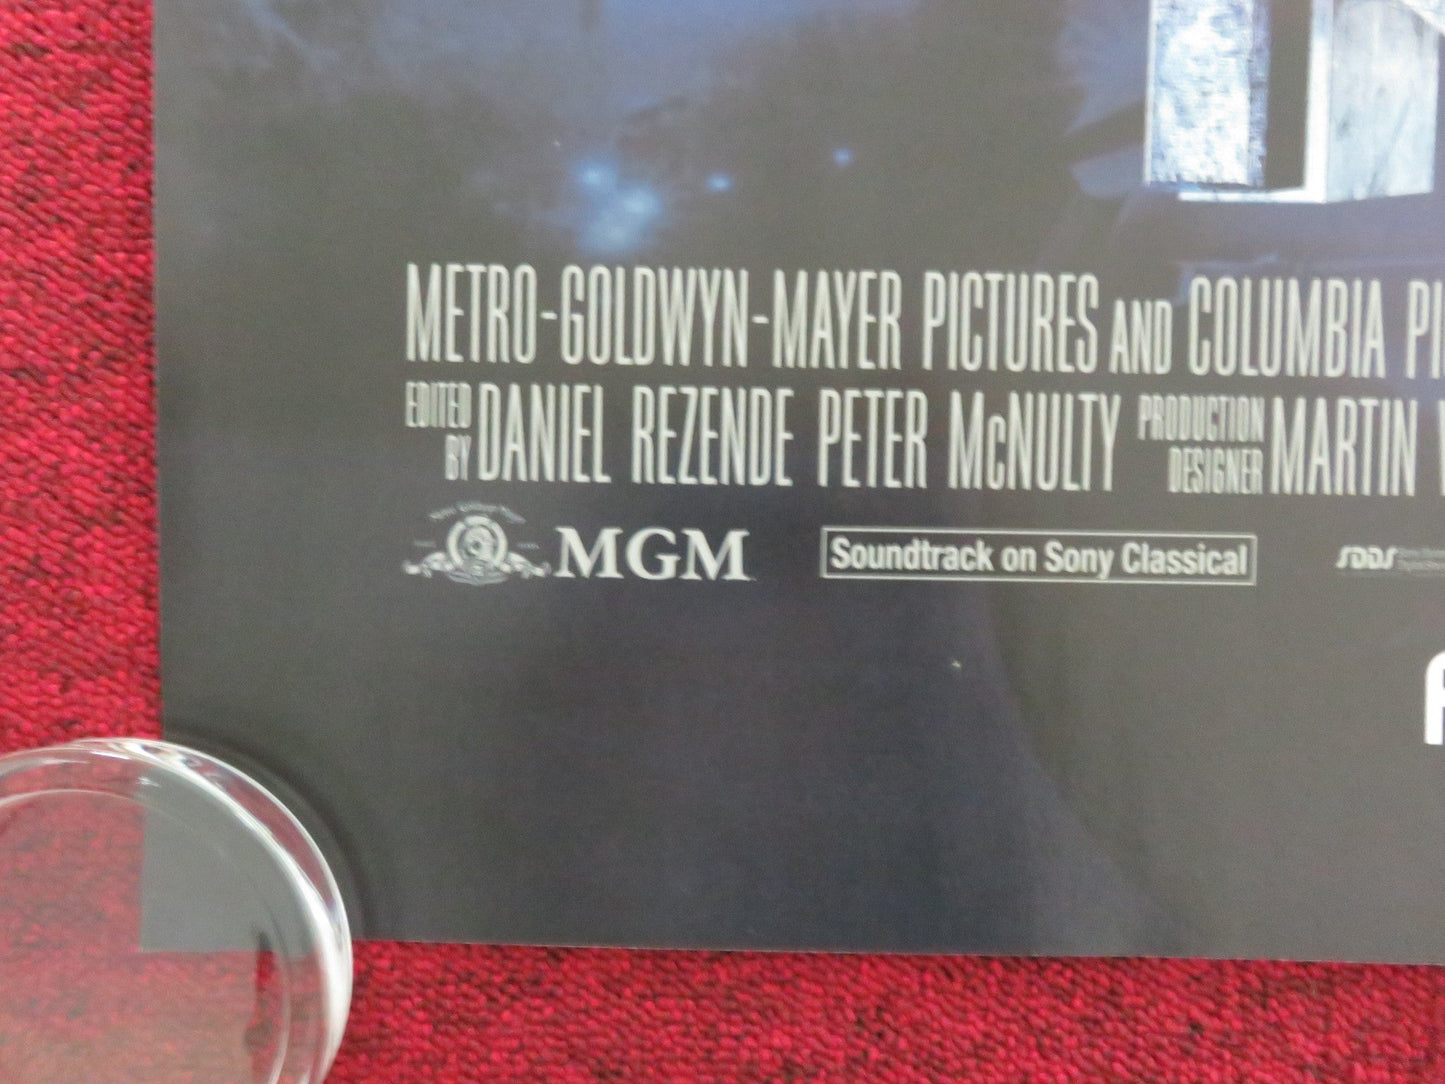 METRO-GOLDWYN-MAYER PICTURES AND COLUMBIA
EDITED BY DANIEL REZENDE PETER McNULTY PRODUCTION DESIGNER MARTIN
MGM
Soundtrack on Sony Classical
SDDS